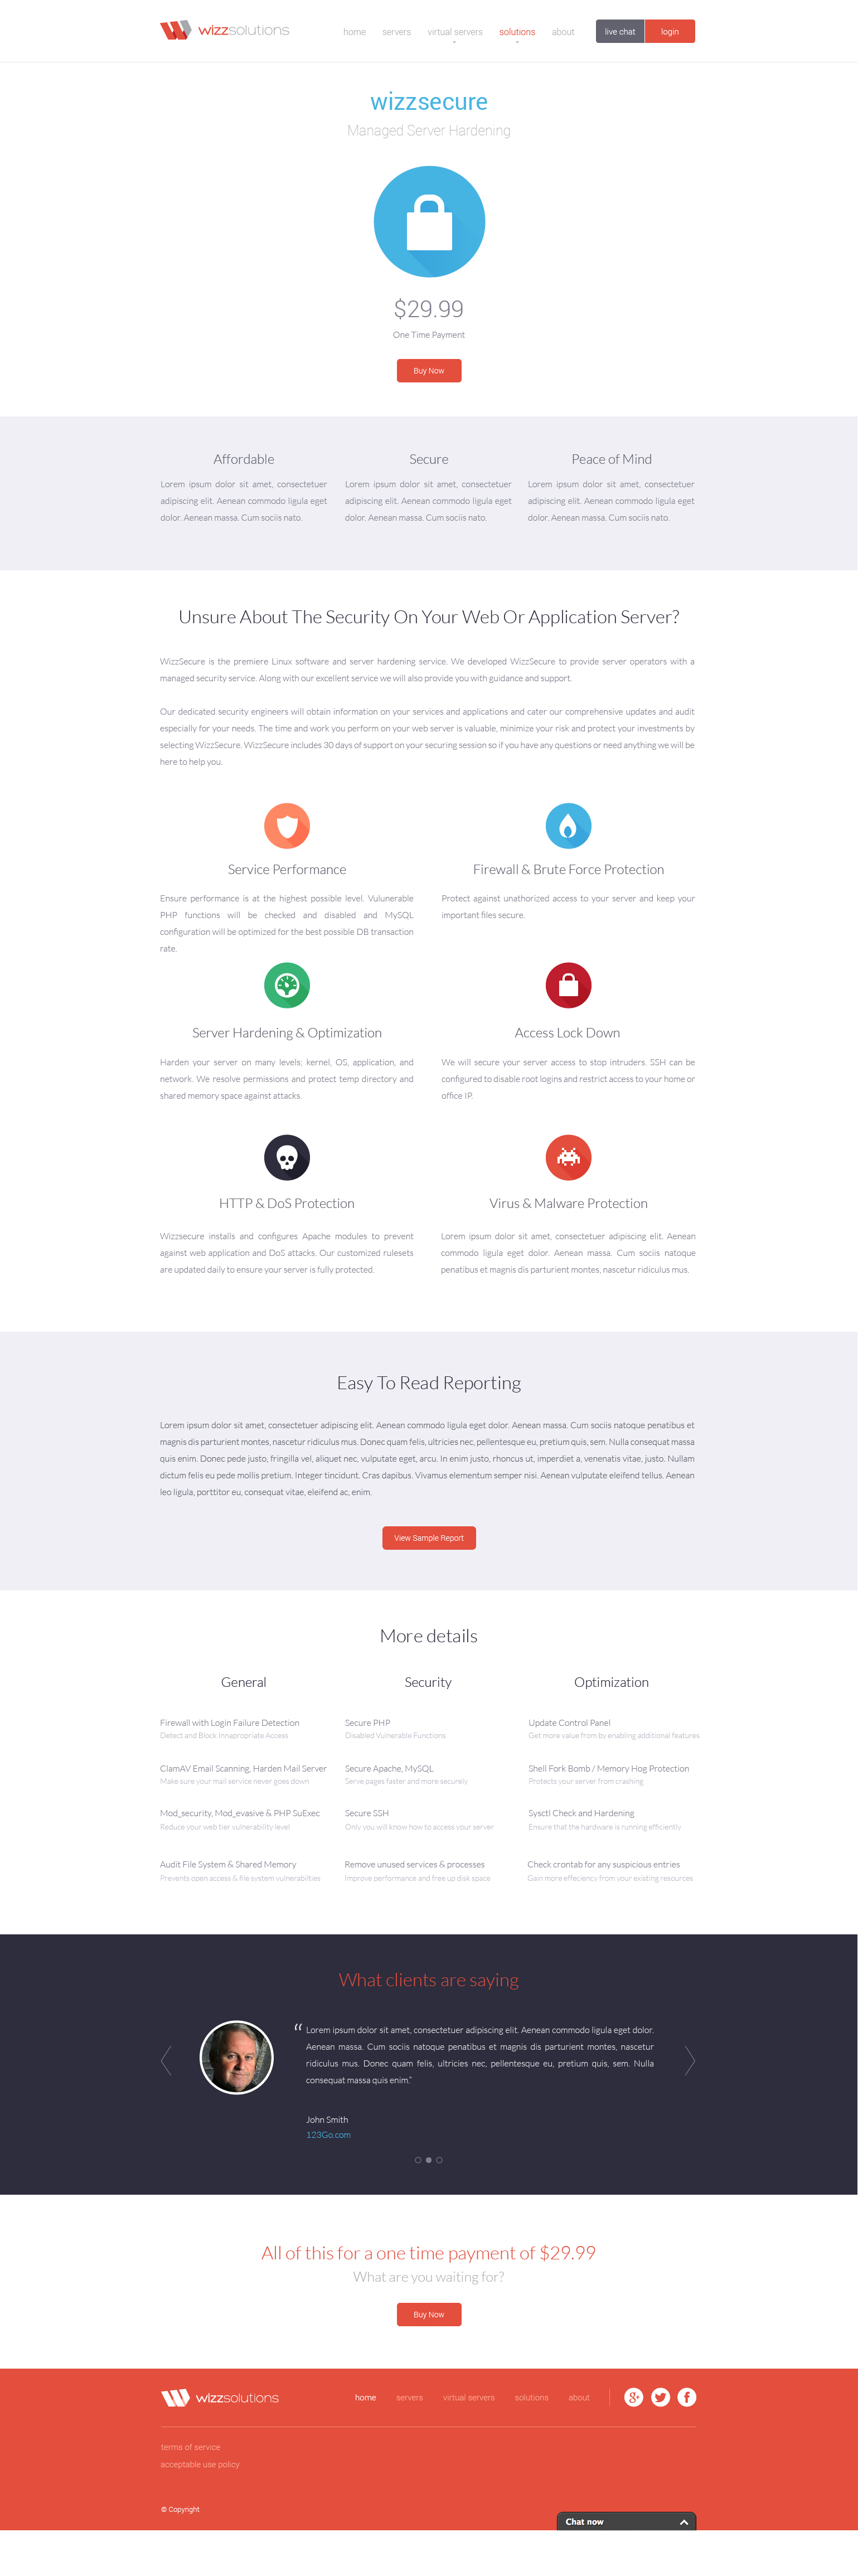 wizzsolutions
home servers virtual servers solutions about live chat login
wizzsecure
Managed Server Hardening
$29.99
One Time Payment
Buy Now
Affordable
Lorem ipsum dolor sit amet, consectetuer
adipiscing elit. Aenean commodo ligula eget
dolor. Aenean massa. Cum sociis nato.
Secure
Lorem ipsum dolor sit amet, consectetuer
adipiscing elit. Aenean commodo ligula eget
dolor. Aenean massa. Cum sociis nato.
Peace of Mind
Lorem ipsum dolor sit amet, consectetuer
adipiscing elit. Aenean commodo ligula eget
dolor. Aenean massa. Cum sociis nato.
Unsure About The Security On Your Web Or Application Server?
WizzSecure is the premiere Linux software and server hardening service. We developed WizzSecure to provide server operators with a
managed security service. Along with our excellent service we will also provide you with guidance and support.
Our dedicated security engineers will obtain information on your services and applications and cater our comprehensive updates and audit
especially for your needs. The time and work you perform on your web server is valuable, minimize your risk and protect your investments by
selecting WizzSecure. WizzSecure includes 30 days of support on your securing session so if you have any questions or need anything we will be
here to help you.
Service Performance
Ensure performance is at the highest possible level. Vulunerable
PHP functions will be checked and disabled and MySQL
configuration will be optimized for the best possible DB transaction
rate.
Firewall & Brute Force Protection
Protect against unathorized access to your server and keep your
important files secure.
Server Hardening & Optimization
Harden your server on many levels; kernel, OS, application, and
network. We resolve permissions and protect temp directory and
shared memory space against attacks.
Access Lock Down
We will secure your server access to stop intruders. SSH can be
configured to disable root logins and restrict access to your home or
office IP.
HTTP & DoS Protection
Wizzsecure installs and configures Apache modules to prevent
against web application and DoS attacks. Our customized rulesets
are updated daily to ensure your server is fully protected.
Virus & Malware Protection
Lorem ipsum dolor sit amet, consectetuer adipiscing elit. Aenean
commodo ligula eget dolor. Aenean massa. Cum sociis natoque
penatibus et magnis dis parturient montes, nascetur ridiculus mus.
Easy To Read Reporting
Lorem ipsum dolor sit amet, consectetuer adipiscing elit. Aenean commodo ligula eget dolor. Aenean massa. Cum sociis natoque penatibus et
magnis dis parturient montes, nascetur ridiculus mus. Donec quam felis, ultricies nec, pellentesque eu, pretium quis, sem. Nulla consequat massa
quis enim. Donec pede justo, fringilla vel, aliquet nec, vulputate eget, arcu. In enim justo, rhoncus ut, imperdiet a, venenatis vitae, justo. Nullam
dictum felis eu pede mollis pretium. Integer tincidunt. Cras dapibus. Vivamus elementum semper nisi. Aenean vulputate eleifend tellus. Aenean
leo ligula, porttitor eu, consequat vitae, eleifend ac, enim.
View Sample Report
More details
General
Firewall with Login Failure Detection
Detect and Block Innapropriate Access
ClamAV Email Scanning, Harden Mail Server
Make sure your mail service never goes down
Mod_security, Mod_evasive & PHP SuExec
Reduce your web tier vulnerability level
Audit File System & Shared Memory
Prevents open access & file system vulnerabilties
Security
Secure PHP
Disabled Vulnerable Functions
Secure Apache, MySQL
Serve pages faster and more securely
Secure SSH
Only you will know how to access your server
Remove unused services & processes
Improve performance and free up disk space
Optimization
Update Control Panel
Get more value from by enabling additional features
Shell Fork Bomb / Memory Hog Protection
Protects your server from crashing
Sysctl Check and Hardening
Ensure that the hardware is running efficiently
Check crontab for any suspicious entries
Gain more effeciency from your existing resources
What clients are saying
“ Lorem ipsum dolor sit amet, consectetuer adipiscing elit. Aenean commodo ligula eget dolor.
Aenean massa. Cum sociis natoque penatibus et magnis dis parturient montes, nascetur
ridiculus mus. Donec quam felis, ultricies nec, pellentesque eu, pretium quis, sem. Nulla
consequat massa quis enim.”
John Smith
123Go.com
All of this for a one time payment of $29.99
What are you waiting for?
Buy Now
wizzsolutions
home servers virtual servers solutions about
terms of service
acceptable use policy
© Copyright
Chat now